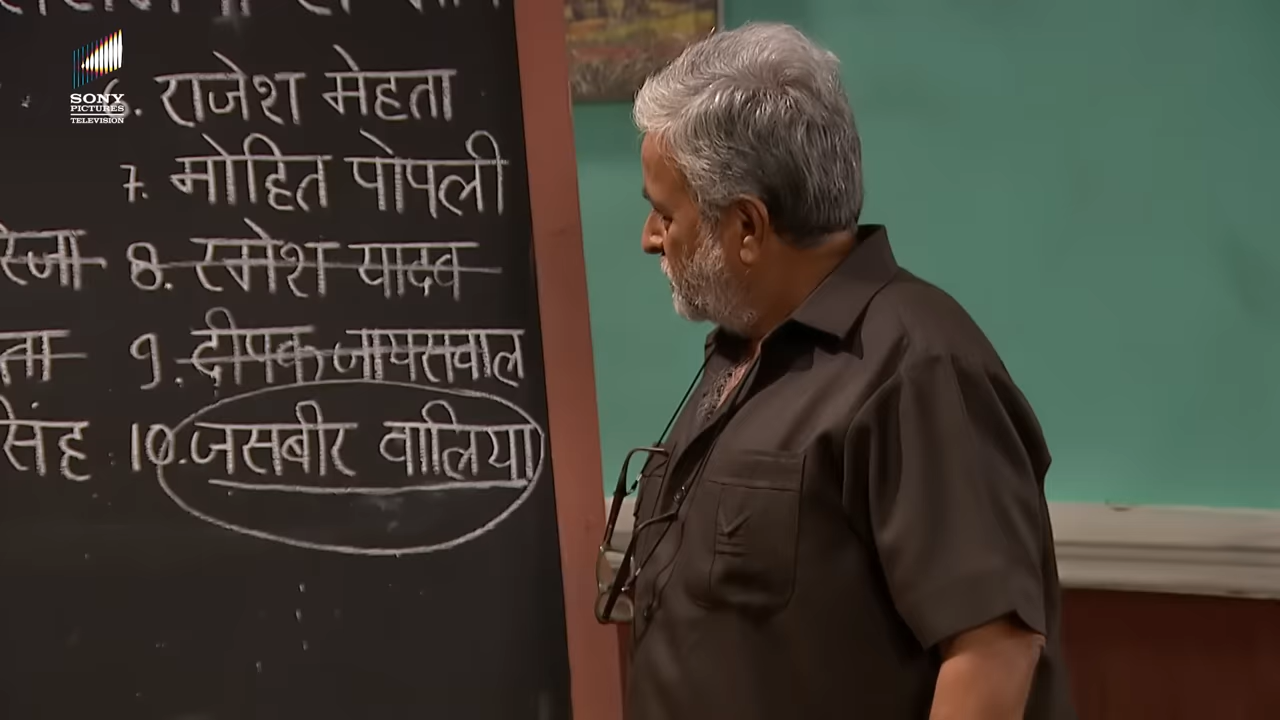 SONY
PICTURES
TELEVISION
6. राजेश मेहता
7. मोहित पोपली
रेजा 8. रमेश यादव
ता 9. दीपक जायसवाल
सिंह 10. जसबीर वालिया